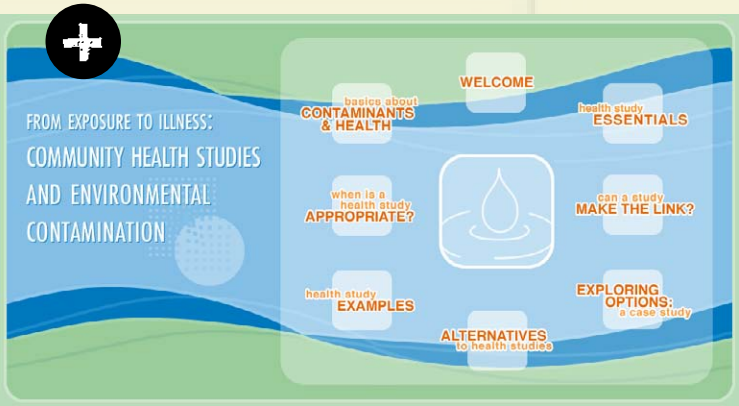 FROM EXPOSURE TO ILLNESS:
COMMUNITY HEALTH STUDIES
AND ENVIRONMENTAL
CONTAMINATION
WELCOME
basics about
CONTAMINANTS
& HEALTH
health study
ESSENTIALS
when is a
health study
APPROPRIATE?
can a study
MAKE THE LINK?
health study
EXAMPLES
EXPLORING
OPTIONS:
a case study
ALTERNATIVES
to health studies